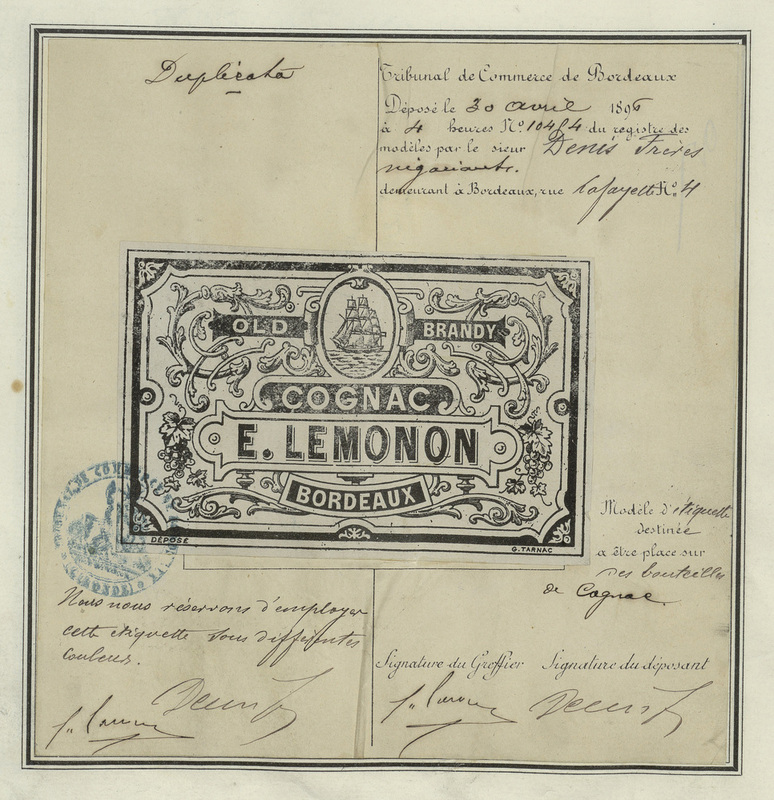 Duplicata
Tribunal de Commerce de Bordeaux
Déposé le 30 avril 1896
à 4 heures N° 10484 du registre des
modèles par le sieur Denis Frères
négociants.
demeurant à Bordeaux, rue Lafayette N° 4
OLD BRANDY
COGNAC
E. LEMONON
BORDEAUX
DÉPOSÉ
G. TARNAC
Modèle d'étiquette
destinée
a être place sur
des bouteilles
de Cognac.
Nous nous réservons d'employer
cette étiquette sous differentes
couleurs.
Signature du Greffier Signature du déposant